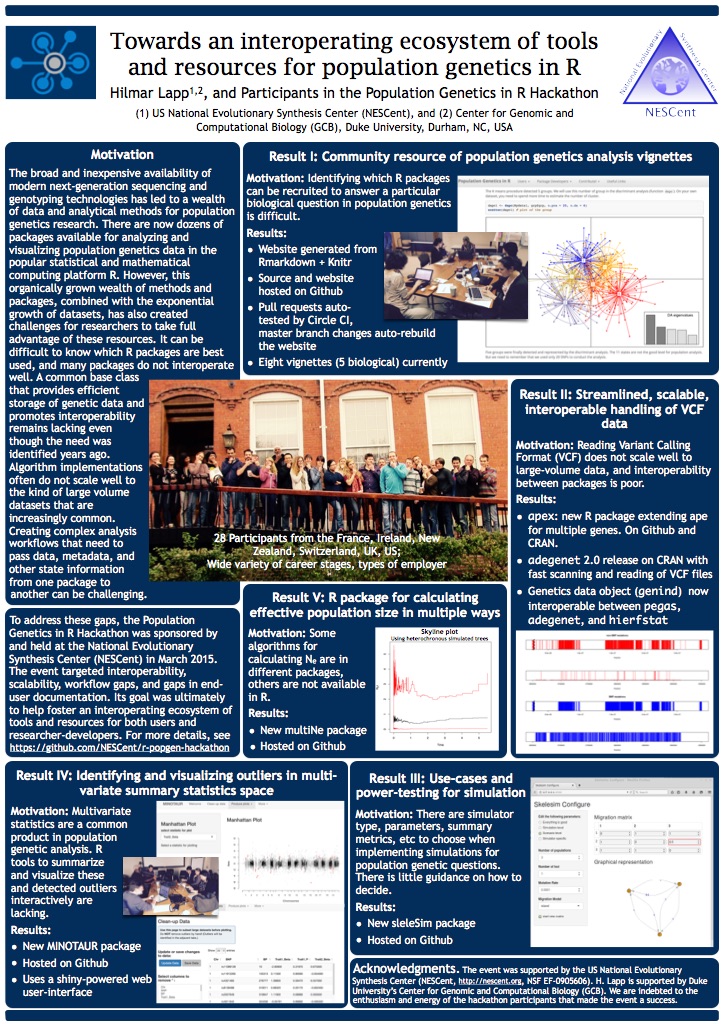 Towards an interoperating ecosystem of tools
and resources for population genetics in R
Hilmar Lapp1,2, and Participants in the Population Genetics in R Hackathon
(1) US National Evolutionary Synthesis Center (NESCent), and (2) Center for Genomic and
Computational Biology (GCB), Duke University, Durham, NC, USA
National Evolutionary
Synthesis Center
NESCent
Motivation
The broad and inexpensive availability of
modern next-generation sequencing and
genotyping technologies has led to a wealth
of data and analytical methods for population
genetics research. There are now dozens of
packages available for analyzing and
visualizing population genetics data in the
popular statistical and mathematical
computing platform R. However, this
organically grown wealth of methods and
packages, combined with the exponential
growth of datasets, has also created
challenges for researchers to take full
advantage of these resources. It can be
difficult to know which R packages are best
used, and many packages do not interoperate
well. A common base class
that provides efficient
storage of genetic data and
promotes interoperability
remains lacking even
though the need was
identified years ago.
Algorithm implementations
often do not scale well to
the kind of large volume
datasets that are
increasingly common.
Creating complex analysis
workflows that need to
pass data, metadata, and
other state information
from one package to
another can be challenging.
To address these gaps, the Population
Genetics in R Hackathon was sponsored by
and held at the National Evolutionary
Synthesis Center (NESCent) in March 2015.
The event targeted interoperability,
scalability, workflow gaps, and gaps in end-
user documentation. Its goal was ultimately
to help foster an interoperating ecosystem of
tools and resources for both users and
researcher-developers. For more details, see
https://github.com/NESCent/r-popgen-hackathon
Result I: Community resource of population genetics analysis vignettes
Motivation: Identifying which R packages
can be recruited to answer a particular
biological question in population genetics
is difficult.
Results:
• Website generated from
Rmarkdown + Knitr
• Source and website
hosted on Github
• Pull requests auto-
tested by Circle CI,
master branch changes auto-rebuild
the website
• Eight vignettes (5 biological) currently
Population Genetics in R
DA eigenvalues
28 Participants from the France, Ireland, New
Zealand, Switzerland, UK, US;
Wide variety of career stages, types of employer
Result II: Streamlined, scalable,
interoperable handling of VCF
data
Motivation: Reading Variant Calling
Format (VCF) does not scale well to
large-volume data, and interoperability
between packages is poor.
Results:
• apex: new R package extending ape
for multiple genes. On Github and
CRAN.
• adegenet 2.0 release on CRAN with
fast scanning and reading of VCF files
• Genetics data object (genind) now
interoperable between pegas,
adegenet, and hierfstat
Result V: R package for calculating
effective population size in multiple ways
Motivation: Some
algorithms for
calculating Ne are in
different packages,
others are not available
in R.
Results:
• New multiNe package
• Hosted on Github
Skyline plot
Using heterochronous simulated trees
Result IV: Identifying and visualizing outliers in multi-
variate summary statistics space
Motivation: Multivariate
statistics are a common
product in population
genetic analysis. R
tools to summarize
and visualize these
and detected outliers
interactively are
lacking.
Results:
• New MINOTAUR package
• Hosted on Github
• Uses a shiny-powered web
user-interface
Manhattan Plot
Manhattan Plot
Clean-up Data
Result III: Use-cases and
power-testing for simulation
Motivation: There are simulator
type, parameters, summary
metrics, etc to choose when
implementing simulations for
population genetic questions.
There is little guidance on how to
decide.
Results:
• New sleleSim package
• Hosted on Github
Skelesim Configure
Migration matrix
Graphical representation
Acknowledgments. The event was supported by the US National Evolutionary
Synthesis Center (NESCent, http://nescent.org, NSF EF-0905606). H. Lapp is supported by Duke
University's Center for Genomic and Computational Biology (GCB). We are indebted to the
enthusiasm and energy of the hackathon participants that made the event a success.